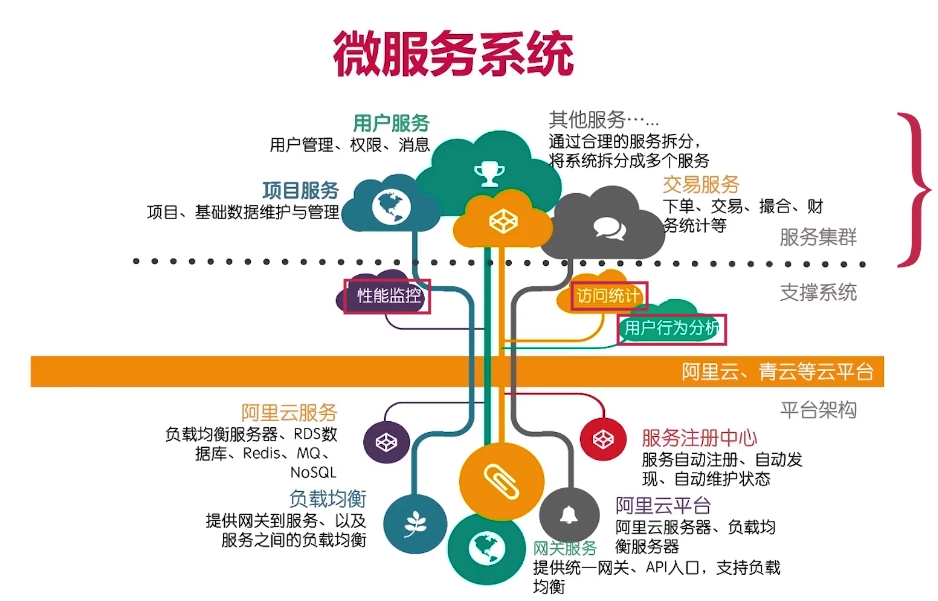 微服务系统
用户服务
用户管理、权限、消息
其他服务……
通过合理的服务拆分，
将系统拆分成多个服务
项目服务
项目、基础数据维护与管理
交易服务
下单、交易、撮合、财
务统计等
服务集群
支撑系统
性能监控
访问统计
用户行为分析
阿里云、青云等云平台
平台架构
阿里云服务
负载均衡服务器、RDS数
据库、Redis、MQ、
NoSQL
服务注册中心
服务自动注册、自动发
现、自动维护状态
负载均衡
提供网关到服务、以及
服务之间的负载均衡
阿里云平台
阿里云服务器、负载均
衡服务器
网关服务
提供统一网关、API入口，支持负载
均衡